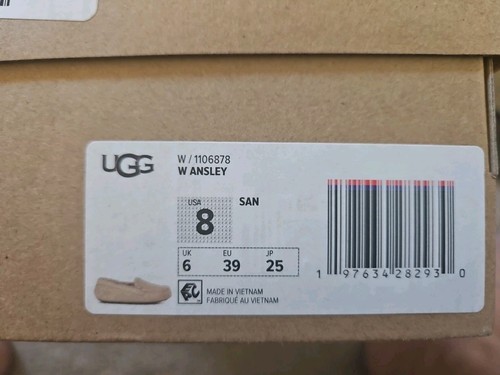 UGG
W / 1106878
W ANSLEY
USA
8
SAN
UK EU JP
6 39 25
1 97634 28293 0
MADE IN VIETNAM
FABRIQUÉ AU VIETNAM